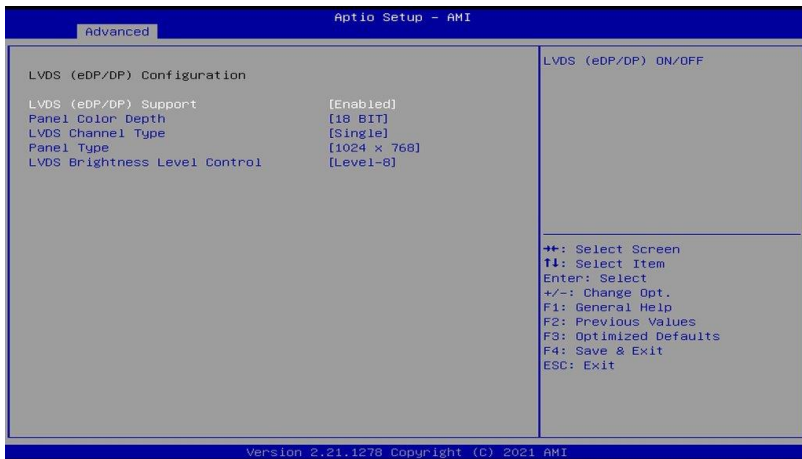 Aptio Setup – AMI
Advanced
LVDS (eDP/DP) Configuration
LVDS (eDP/DP) Support [Enabled]
Panel Color Depth [18 BIT]
LVDS Channel Type [Single]
Panel Type [1024 x 768]
LVDS Brightness Level Control [Level-8]
LVDS (eDP/DP) ON/OFF
→←: Select Screen
↑↓: Select Item
Enter: Select
+/-: Change Opt.
F1: General Help
F2: Previous Values
F3: Optimized Defaults
F4: Save & Exit
ESC: Exit
Version 2.21.1278 Copyright (C) 2021 AMI